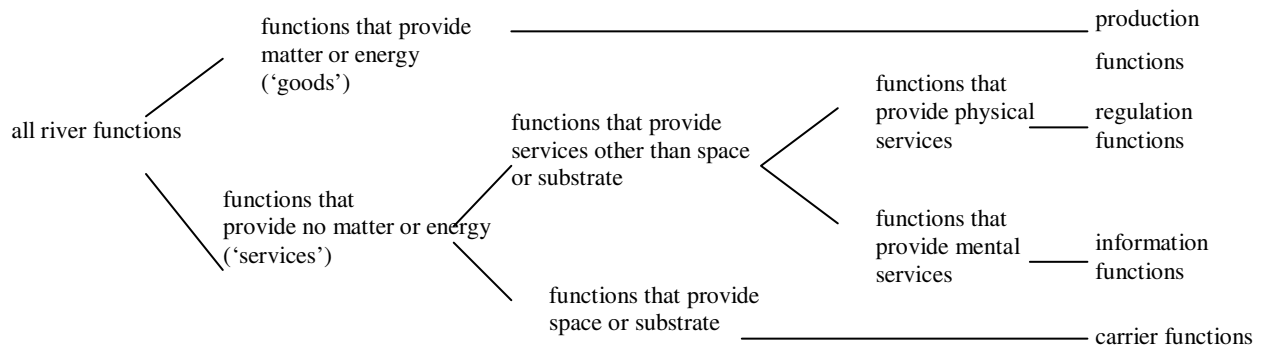 all river functions
functions that provide
matter or energy
(‘goods’)
functions that
provide no matter or energy
(‘services’)
functions that provide
services other than space
or substrate
functions that provide
space or substrate
functions that
provide physical
services
functions that
provide mental
services
production
functions
regulation
functions
information
functions
carrier functions